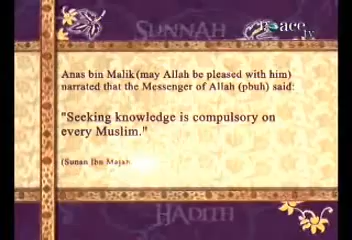 SUNNAH
Peace
tv
Anas bin Malik(may Allah be pleased with him)
narrated that the Messenger of Allah (pbuh) said:
"Seeking knowledge is compulsory on
every Muslim."
(Sunan Ibn Majah
HADITH